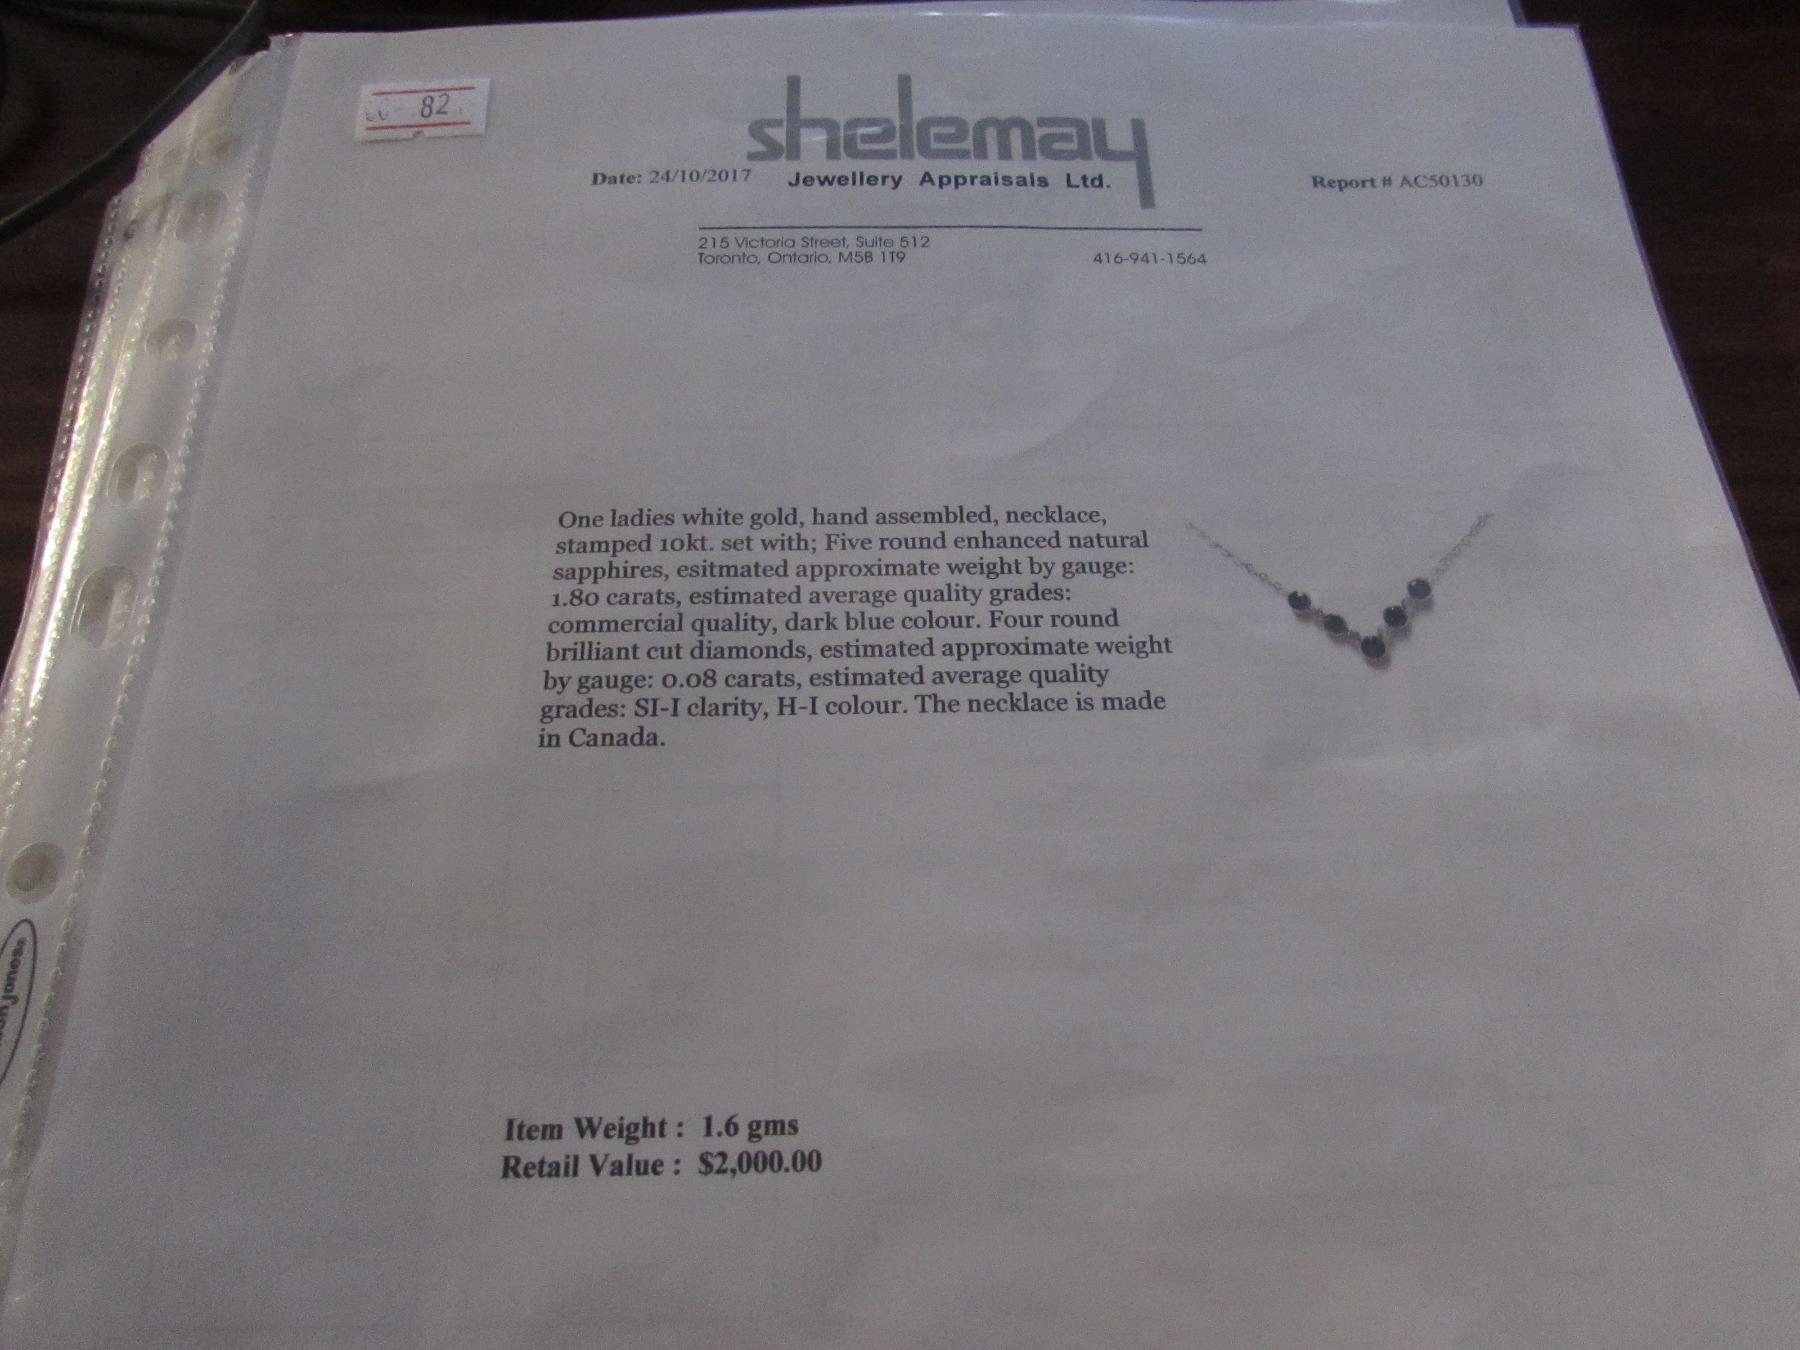 82
shelemay
Date: 24/10/2017
Jewellery Appraisals Ltd.
Report # AC50130
215 Victoria Street, Suite 512
Toronto, Ontario, M5B 1T9
416-941-1564
One ladies white gold, hand assembled, necklace,
stamped 10kt. set with; Five round enhanced natural
sapphires, esitmated approximate weight by gauge:
1.80 carats, estimated average quality grades:
commercial quality, dark blue colour. Four round
brilliant cut diamonds, estimated approximate weight
by gauge: 0.08 carats, estimated average quality
grades: SI-I clarity, H-I colour. The necklace is made
in Canada.
Item Weight : 1.6 gms
Retail Value : $2,000.00
Jones